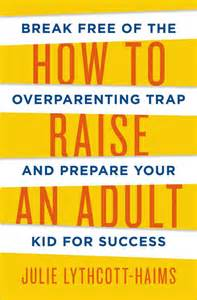 BREAK FREE OF THE
HOW TO
OVERPARENTING TRAP
RAISE
AND PREPARE YOUR
AN ADULT
KID FOR SUCCESS
JULIE LYTHCOTT-HAIMS